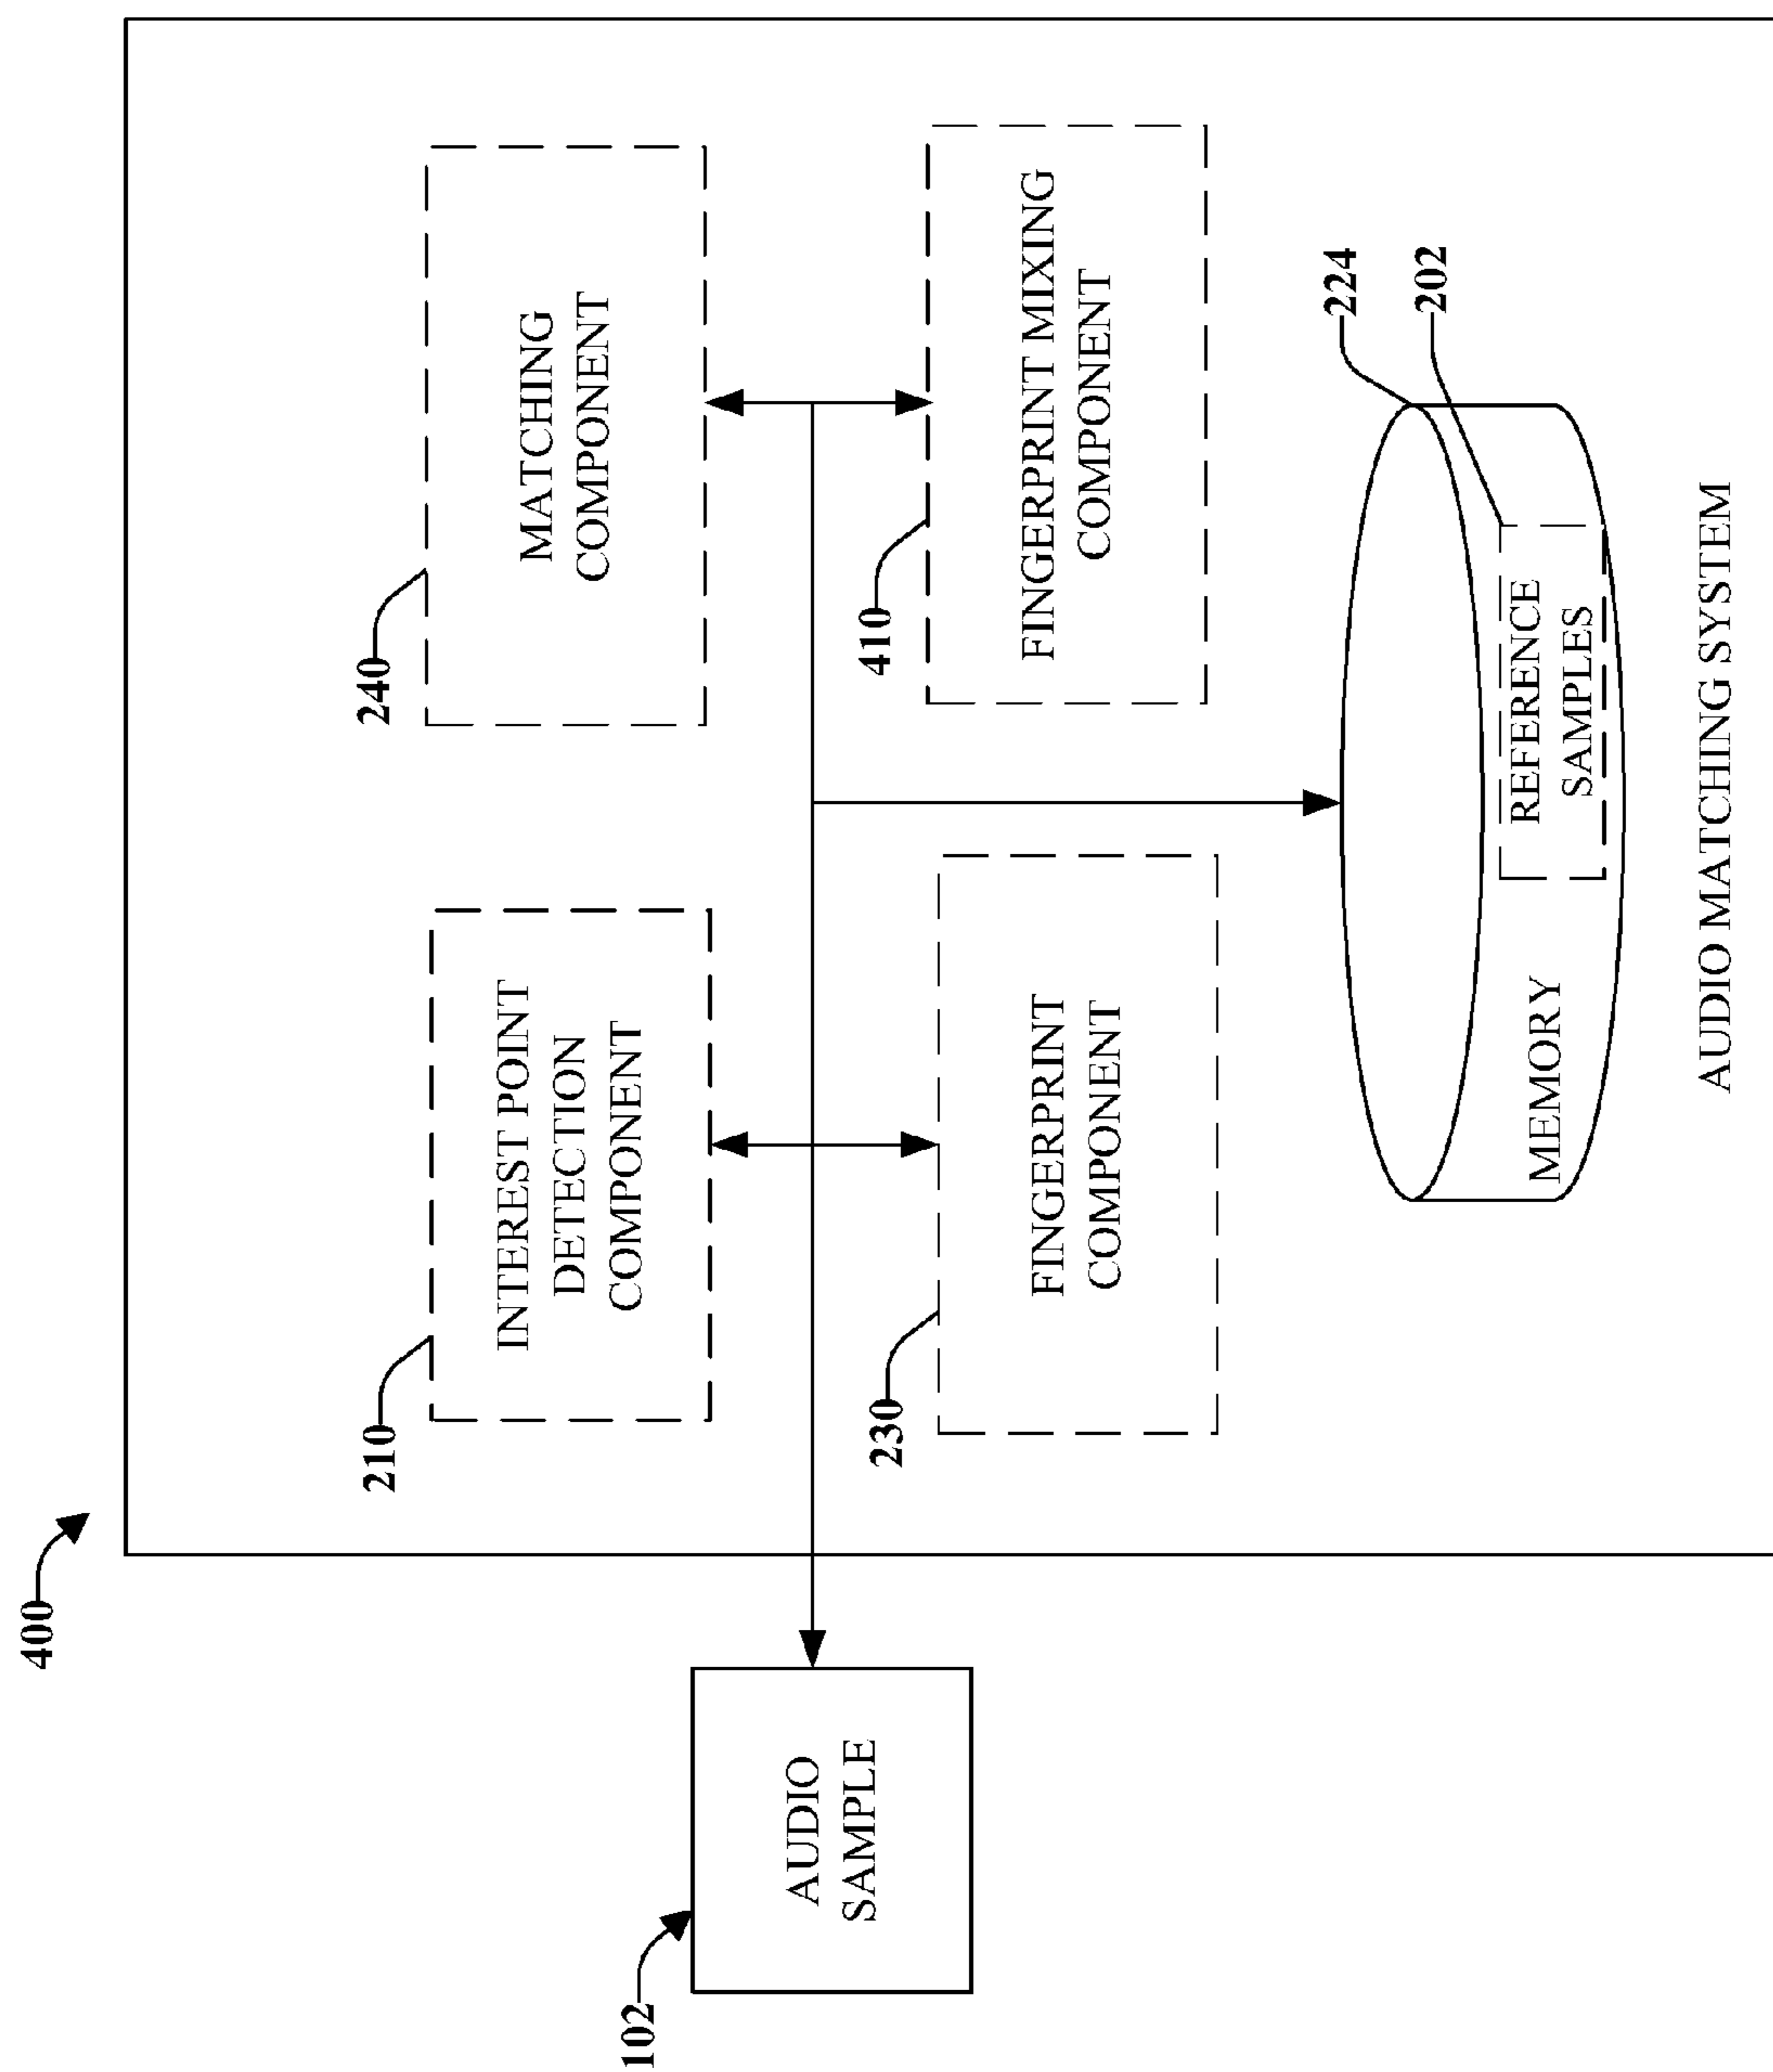 400
102
AUDIO
SAMPLE
210
INTEREST POINT
DETECTION
COMPONENT
240
MATCHING
COMPONENT
230
FINGERPRINT
COMPONENT
410
FINGERPRINT MIXING
COMPONENT
224
202
MEMORY
REFERENCE
SAMPLES
AUDIO MATCHING SYSTEM